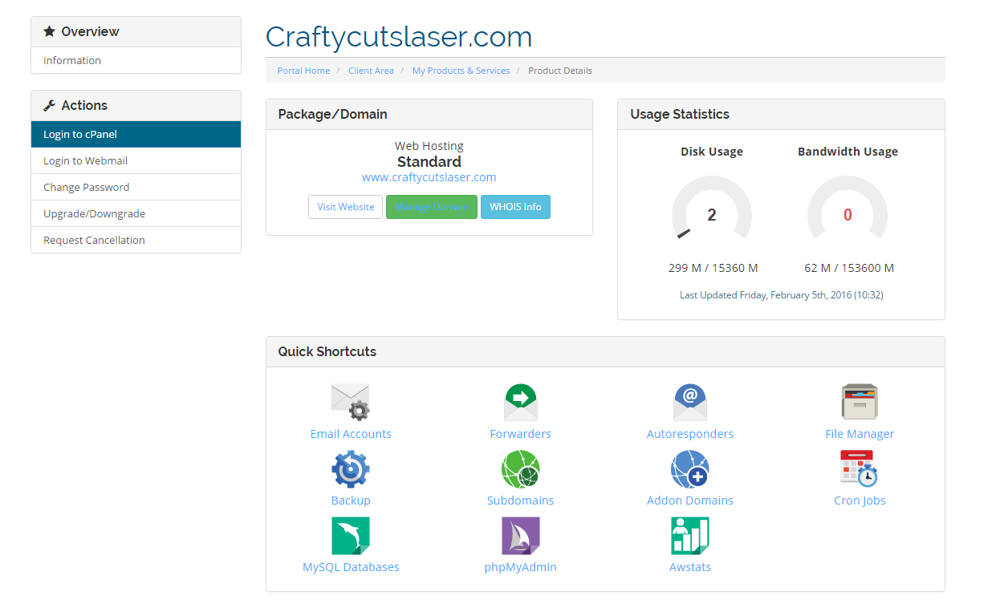 Overview
Information
Actions
Login to cPanel
Login to Webmail
Change Password
Upgrade/Downgrade
Request Cancellation
Craftycutslaser.com
Portal Home / Client Area / My Products & Services / Product Details
Package/Domain
Web Hosting
Standard
www.craftycutslaser.com
Visit Website Manage Domain WHOIS Info
Usage Statistics
Disk Usage Bandwidth Usage
2 0
299 M / 15360 M 62 M / 153600 M
Last Updated Friday, February 5th, 2016 (10:32)
Quick Shortcuts
@
Email Accounts Forwarders Autoresponders File Manager
Backup Subdomains Addon Domains Cron Jobs
MySQL Databases phpMyAdmin Awstats